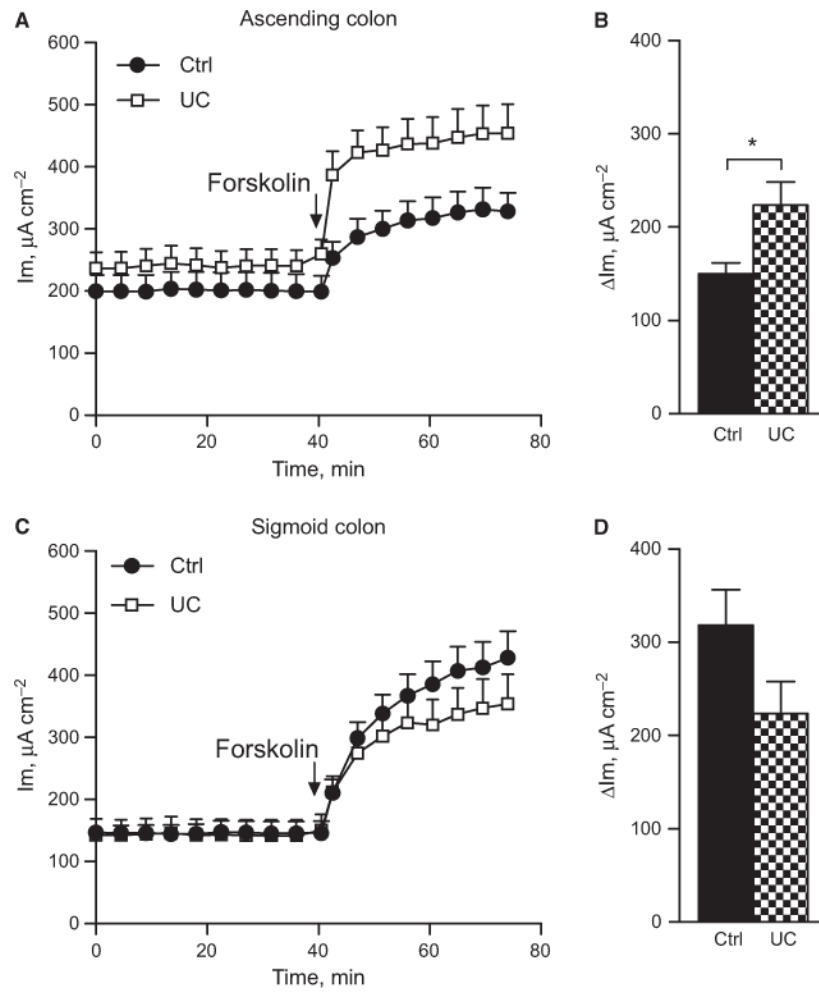 A
Ascending colon
600
500
400
300
200
100
0
Im, µA cm−2
Ctrl
UC
Forskolin
0 20 40 60 80
Time, min
B
400
300
200
100
0
ΔIm, µA cm−2
*
Ctrl UC
C
Sigmoid colon
600
500
400
300
200
100
0
Im, µA cm−2
Ctrl
UC
Forskolin
0 20 40 60 80
Time, min
D
400
300
200
100
0
ΔIm, µA cm−2
Ctrl UC